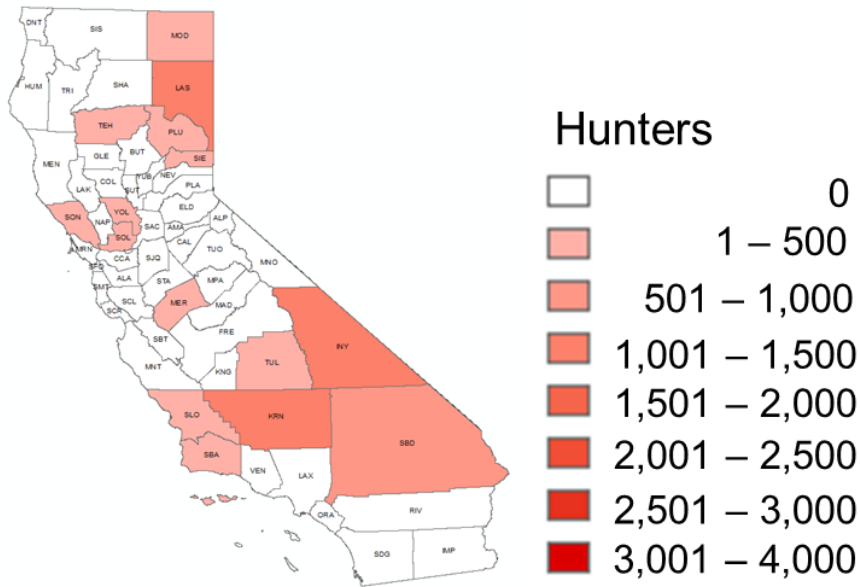 DNT
SIS
MOD
HUM
TRI
SHA
LAS
TEH
PLU
MEN
GLE
BUT
SIE
LAK
COL
SUT
YUB
NEV
PLA
SON
NAP
YOL
SOL
SAC
ELD
AMA
ALP
MRN
CCA
SJQ
CAL
TUO
MNO
SFO
ALA
SMT
SCL
STA
MPA
SCR
MER
MAD
SBT
FRE
MNT
KNG
TUL
INY
SLO
KRN
SBD
SBA
VEN
LAX
ORA
RIV
SDG
IMP
Hunters
0
1 – 500
501 – 1,000
1,001 – 1,500
1,501 – 2,000
2,001 – 2,500
2,501 – 3,000
3,001 – 4,000